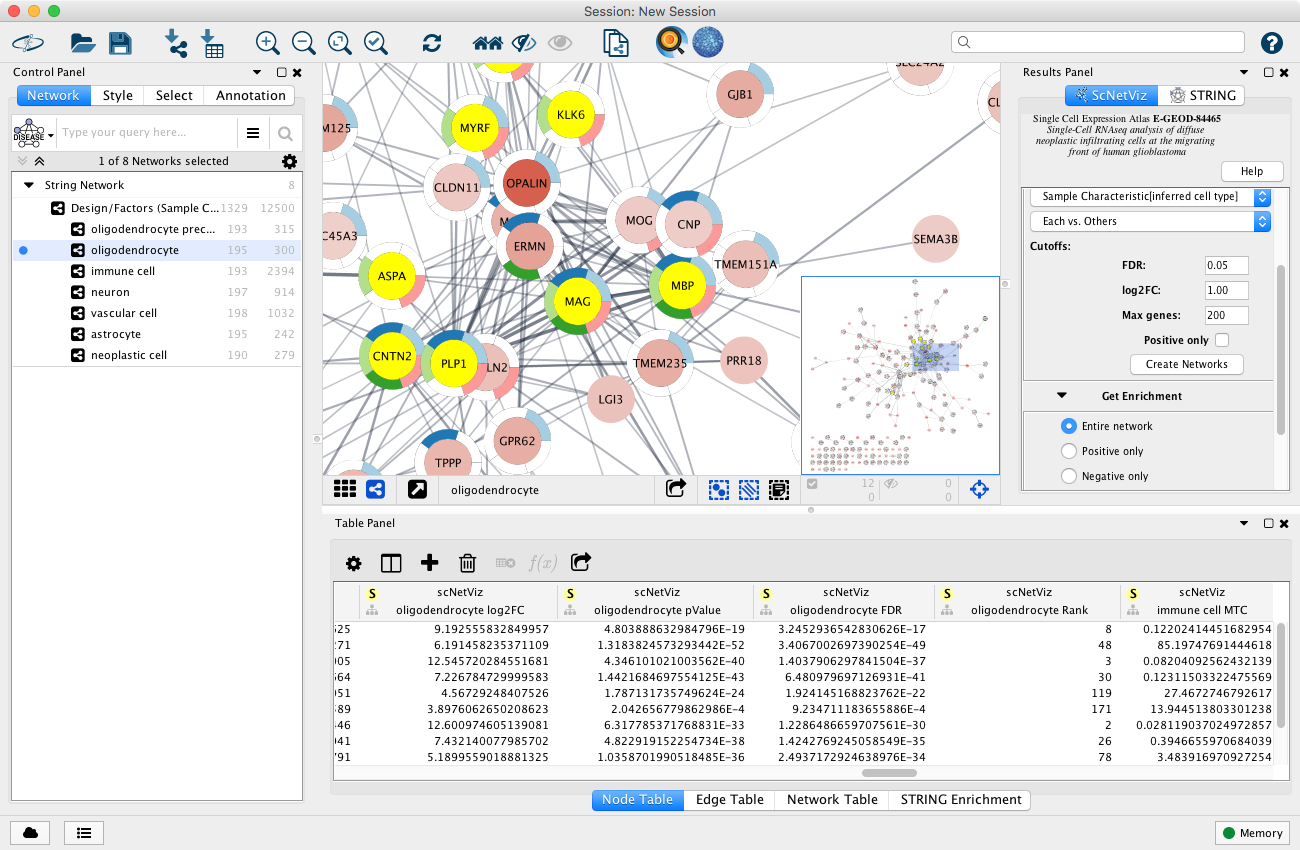 Session: New Session
Control Panel
Network Style Select Annotation
DISEASE
Type your query here...
1 of 8 Networks selected
String Network 8
Design/Factors (Sample C... 1329 12500
oligodendrocyte prec... 193 315
oligodendrocyte 195 300
immune cell 193 2394
neuron 197 914
vascular cell 198 1032
astrocyte 195 242
neoplastic cell 190 279
SLC24A2
GJB1
KLK6
MYRF
M125
CL
CLDN11
OPALIN
MOG
CNP
C45A3
ERMN
SEMA3B
TMEM151A
ASPA
MBP
MAG
CNTN2
PLP1
LN2
TMEM235
PRR18
LGI3
GPR62
TPPP
oligodendrocyte
12 0
0 0
Results Panel
ScNetViz STRING
Single Cell Expression Atlas E-GEOD-84465
Single-Cell RNAseq analysis of diffuse
neoplastic infiltrating cells at the migrating
front of human glioblastoma
Help
Sample Characteristic[inferred cell type]
Each vs. Others
Cutoffs:
FDR: 0.05
log2FC: 1.00
Max genes: 200
Positive only
Create Networks
Get Enrichment
Entire network
Positive only
Negative only
Table Panel
f(x)
S scNetViz S scNetViz S scNetViz S scNetViz S scNetViz
oligodendrocyte log2FC oligodendrocyte pValue oligodendrocyte FDR oligodendrocyte Rank immune cell MTC
525 9.192555832849957 4.803888632984796E-19 3.2452936542830626E-17 8 0.12202414451682954
271 6.191458235371109 1.3183824573293442E-52 3.4067002697390254E-49 48 85.19747691444618
005 12.545720284551681 4.346101021003562E-40 1.4037906297841504E-37 3 0.08204092562432139
564 7.226784729999583 1.4421684697554125E-43 6.480979697126931E-41 30 0.12311503322475569
051 4.56729248407526 1.787131735749624E-24 1.924145168823762E-22 119 27.4672746792617
489 3.8976062650208623 2.042656779862986E-4 9.234711183655886E-4 171 13.944513803301238
446 12.600974605139081 6.317785371768831E-33 1.2286486659707561E-30 2 0.028119037024972857
041 7.432140077985702 4.822919152254734E-38 1.4242769245058549E-35 26 0.3946655970684039
791 5.1899559018881325 1.0358701990518485E-36 2.4937172924638976E-34 78 3.483916970927254
Node Table Edge Table Network Table STRING Enrichment
Memory